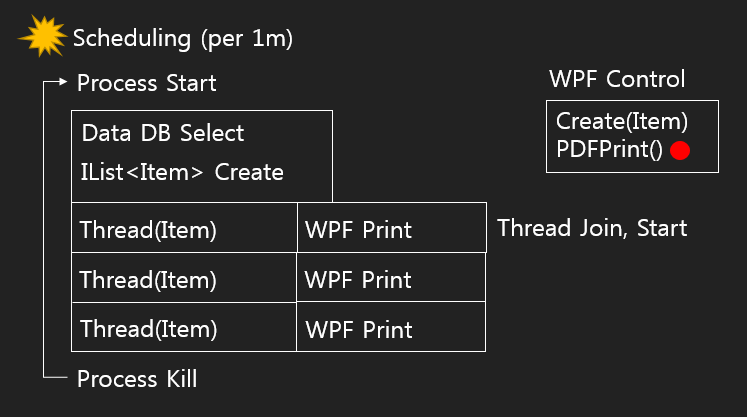 Scheduling (per 1m)
Process Start
WPF Control
Data DB Select
IList<Item> Create
Create(Item)
PDFPrint()
Thread(Item) WPF Print Thread Join, Start
Thread(Item) WPF Print
Thread(Item) WPF Print
Process Kill